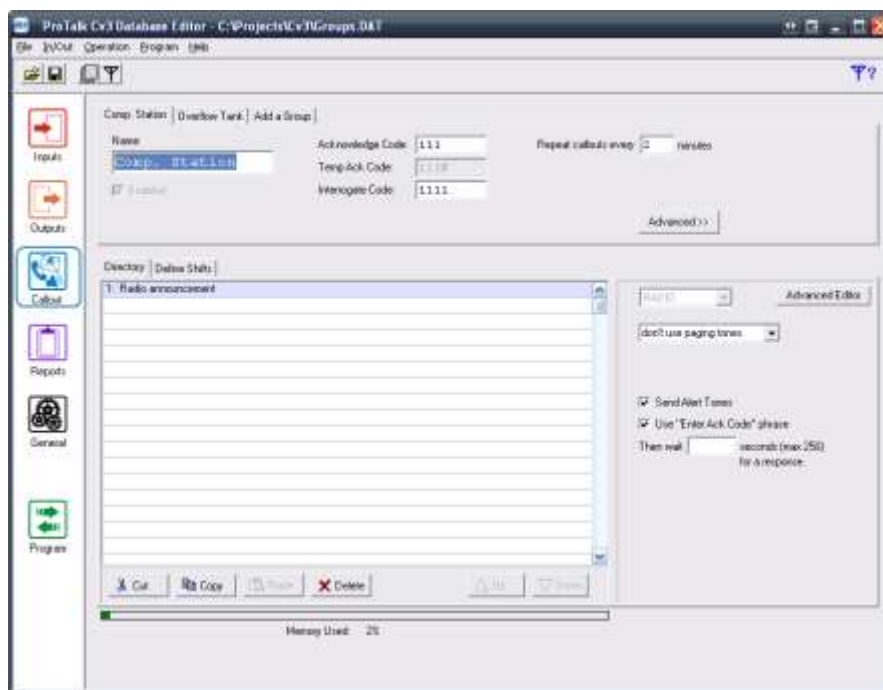 ProTalk Cv3 Database Editor - C:\Projects\Cv3\Groups.DAT
File In/Out Operation Program Help
?
Comp. Station Overflow Tank Add a Group
Name Acknowledge Code: 111 Repeat callouts every 2 minutes
Comp. Station Temp Ack Code:
Enabled Interrogate Code: 1111
Advanced >>
Inputs
Outputs
Callout
Reports
General
Program
Directory Define Shifts
1. Radio announcement
RADIO Advanced Editor
don't use paging tones
Send Alert Tones
Use "Enter Ack Code" phrase
Then wait seconds (max 250)
for a response.
Cut Copy Paste Delete Up Down
Memory Used: 2%